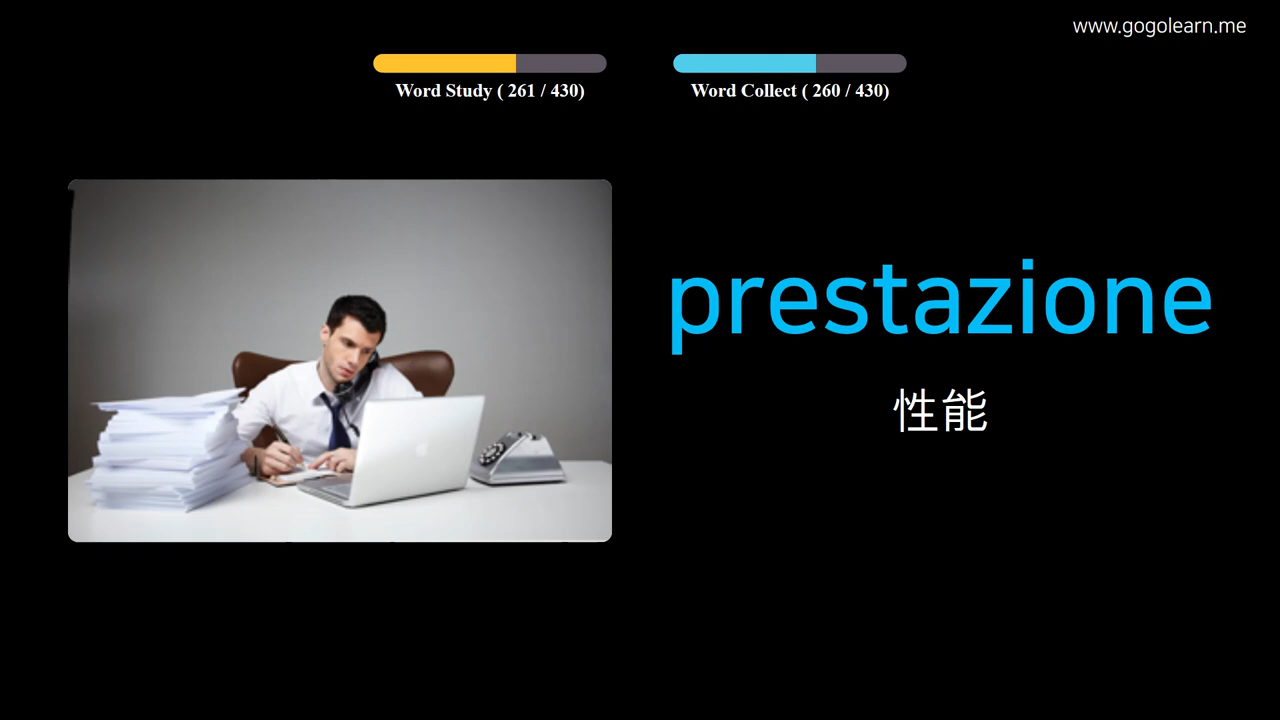 www.gogolearn.me
Word Study ( 261 / 430)
Word Collect ( 260 / 430)
prestazione
性能